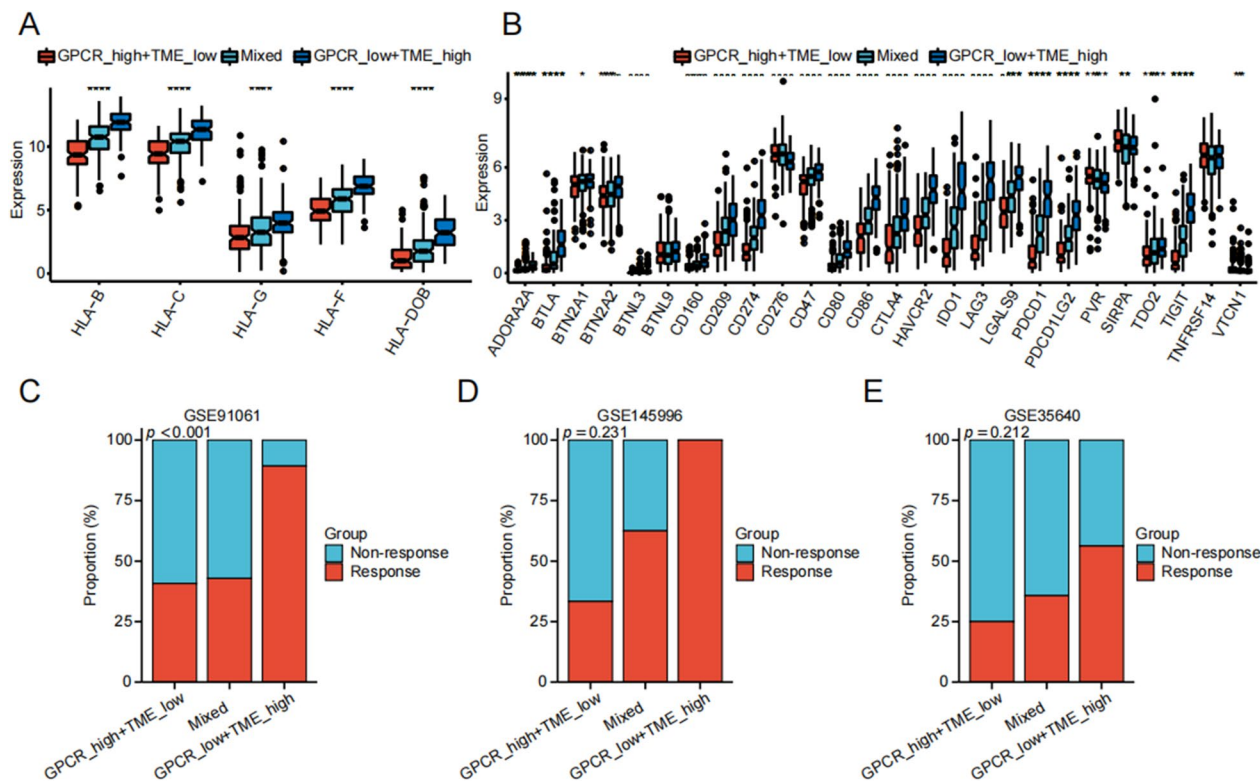 A
GPCR_high+TME_low Mixed GPCR_low+TME_high
Expression
10
5
0
**** **** **** **** ****
HLA-B HLA-C HLA-G HLA-F HLA-DOB
B
GPCR_high+TME_low Mixed GPCR_low+TME_high
Expression
9
6
3
0
ADORA2A BTLA BTN2A1 BTN2A2 BTNL3 BTNL9 CD160 CD209 CD274 CD276 CD47 CD80 CD86 CTLA4 HAVCR2 IDO1 LAG3 LGALS9 PDCD1 PDCD1LG2 PVR SIRPA TDO2 TIGIT TNFRSF14 VTCN1
C
GSE91061
p < 0.001
Proportion (%)
100
75
50
25
0
Group
Non-response
Response
GPCR_high+TME_low Mixed GPCR_low+TME_high
D
GSE145996
p = 0.231
Proportion (%)
100
75
50
25
0
Group
Non-response
Response
GPCR_high+TME_low Mixed GPCR_low+TME_high
E
GSE35640
p = 0.212
Proportion (%)
100
75
50
25
0
Group
Non-response
Response
GPCR_high+TME_low Mixed GPCR_low+TME_high